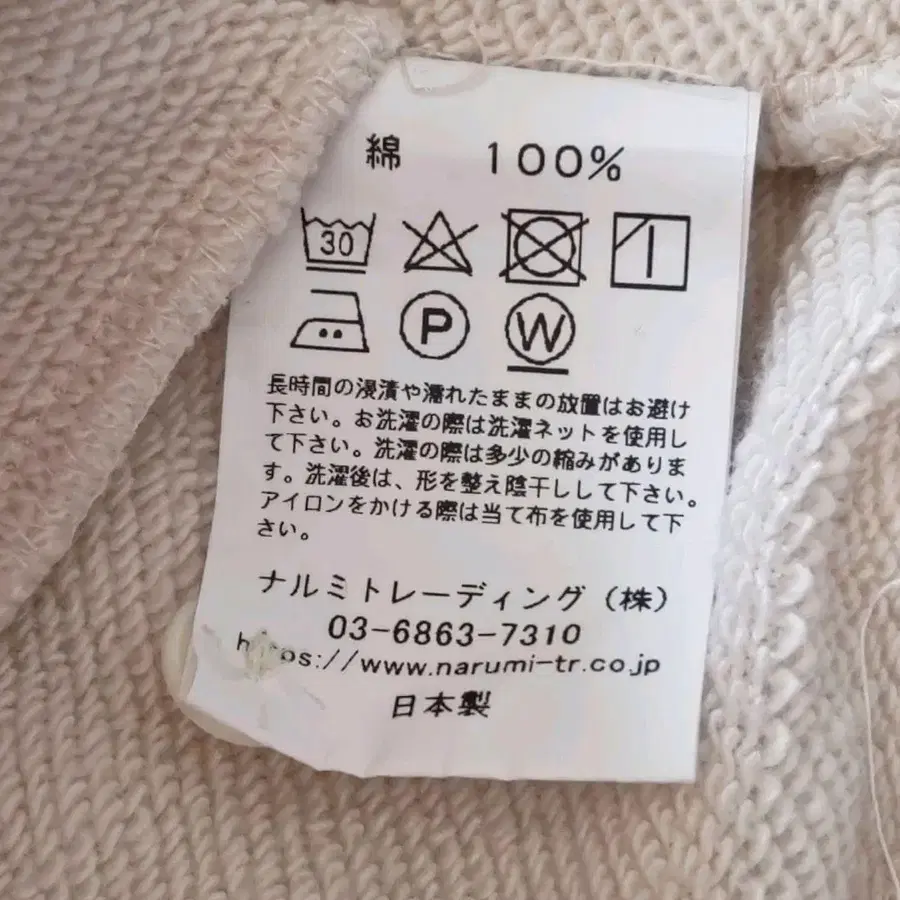 綿 100%
30
P W
長時間の浸漬や濡れたままの放置はお避け
下さい。お洗濯の際は洗濯ネットを使用し
て下さい。洗濯の際は多少の縮みがありま
す。洗濯後は、形を整え陰干しして下さい。
アイロンをかける際は当て布を使用して下
さい。
ナルミトレーディング（株）
03-6863-7310
https://www.narumi-tr.co.jp
日本製